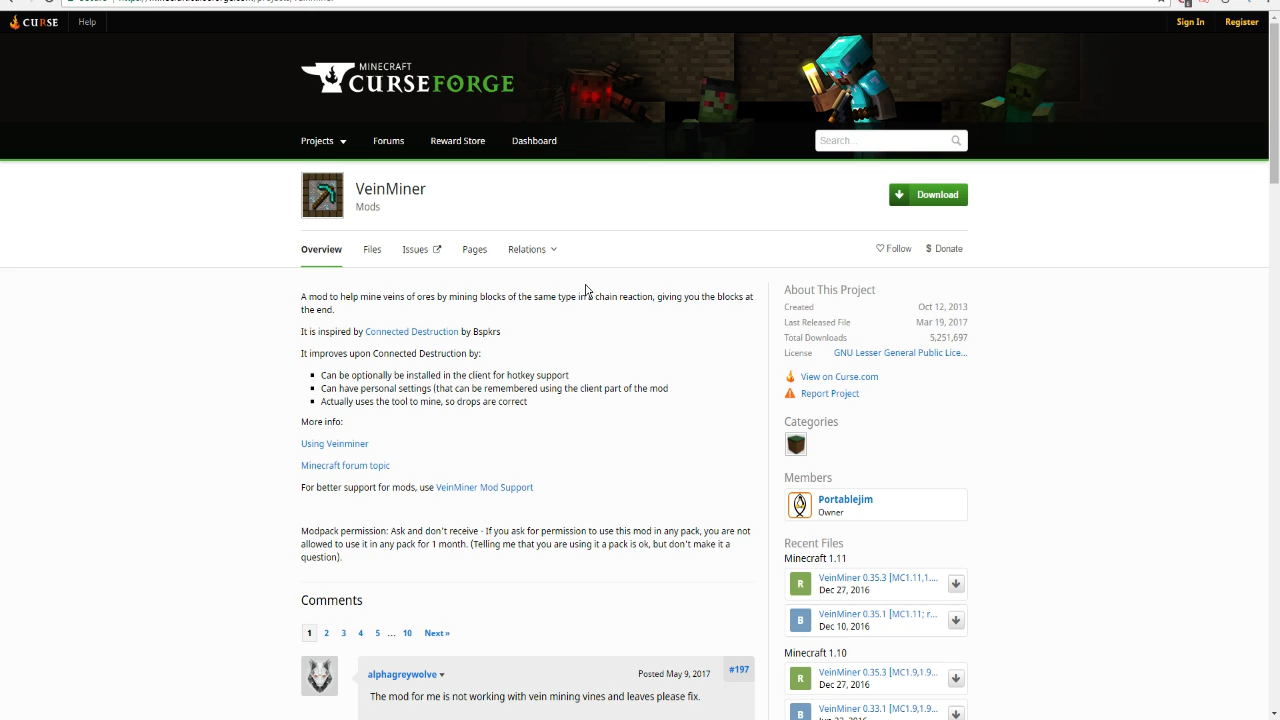 CURSE
Help
Sign In
Register
MINECRAFT
CURSEFORGE
Projects
Forums
Reward Store
Dashboard
Search...
VeinMiner
Mods
Download
Overview
Files
Issues
Pages
Relations
Follow
$ Donate
A mod to help mine veins of ores by mining blocks of the same type in chain reaction, giving you the blocks at
the end.
It is inspired by Connected Destruction by Bspkrs
It improves upon Connected Destruction by:
Can be optionally be installed in the client for hotkey support
Can have personal settings (that can be remembered using the client part of the mod
Actually uses the tool to mine, so drops are correct
More info:
Using Veinminer
Minecraft forum topic
For better support for mods, use VeinMiner Mod Support
Modpack permission: Ask and don't receive - If you ask for permission to use this mod in any pack, you are not
allowed to use it in any pack for 1 month. (Telling me that you are using it a pack is ok, but don't make it a
question).
Comments
1 2 3 4 5 ... 10 Next »
alphagreywolve
Posted May 9, 2017
#197
The mod for me is not working with vein mining vines and leaves please fix.
About This Project
Created Oct 12, 2013
Last Released File Mar 19, 2017
Total Downloads 5,251,697
License GNU Lesser General Public Lice...
View on Curse.com
Report Project
Categories
Members
Portablejim
Owner
Recent Files
Minecraft 1.11
R VeinMiner 0.35.3 [MC1.11,1....
Dec 27, 2016
B VeinMiner 0.35.1 [MC1.11; r...
Dec 10, 2016
Minecraft 1.10
R VeinMiner 0.35.3 [MC1.9,1.9...
Dec 27, 2016
B VeinMiner 0.33.1 [MC1.9,1.9...